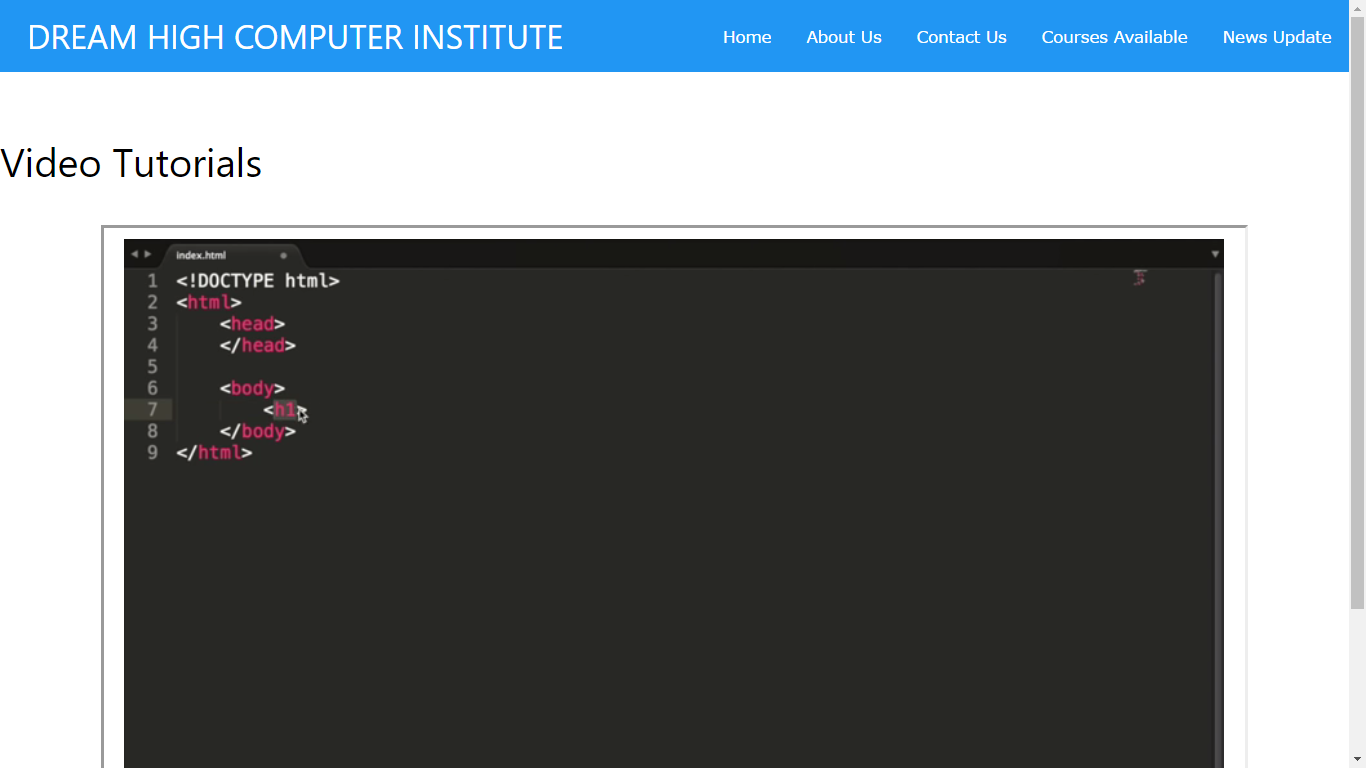 DREAM HIGH COMPUTER INSTITUTE
Home About Us Contact Us Courses Available News Update
Video Tutorials
index.html
1 <!DOCTYPE html>
2 <html>
3 <head>
4 </head>
5
6 <body>
7 <h1>
8 </body>
9 </html>